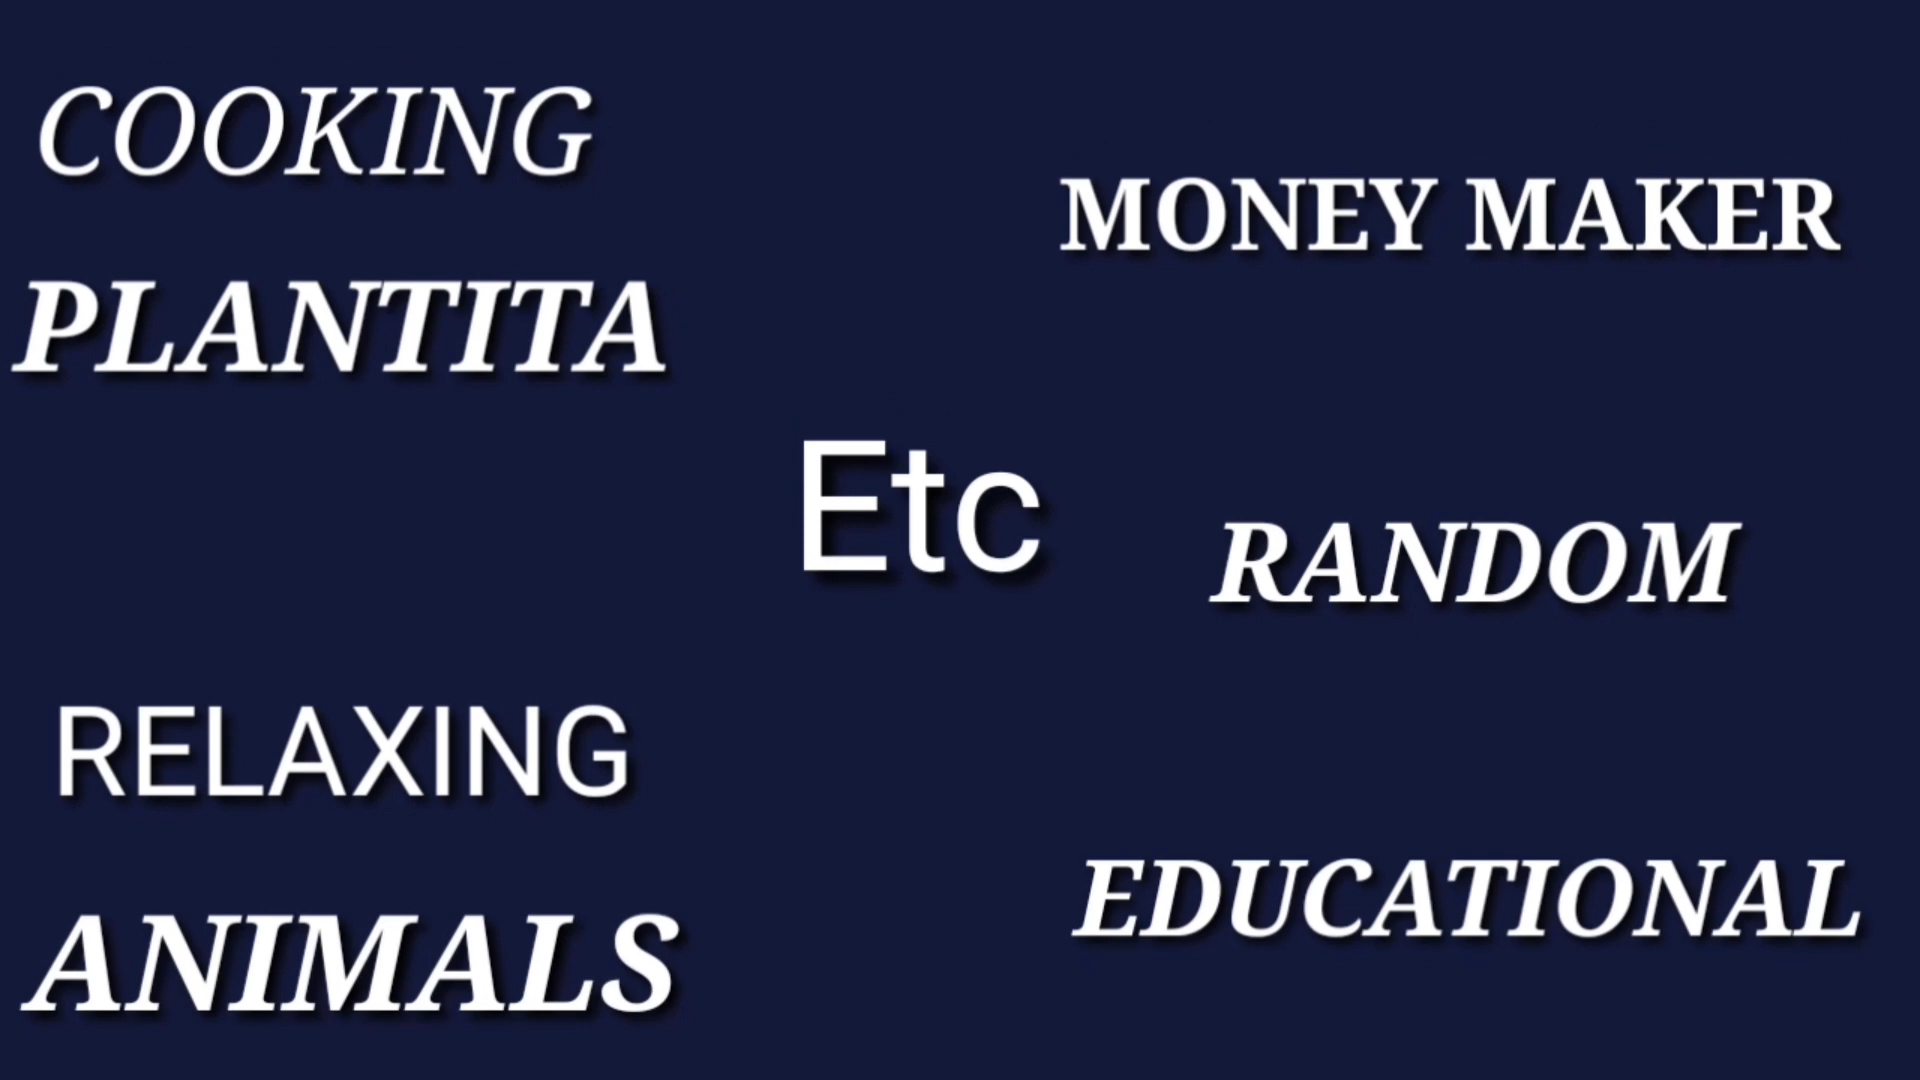 COOKING
PLANTITA
RELAXING
ANIMALS
Etc
MONEY MAKER
RANDOM
EDUCATIONAL